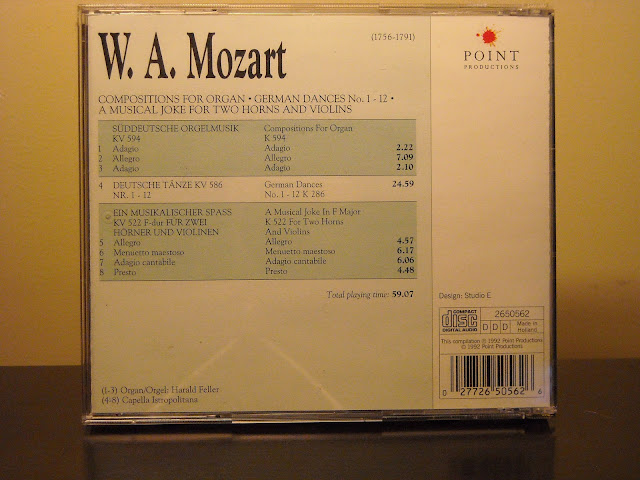 W. A. Mozart
(1756-1791)
POINT
PRODUCTIONS
COMPOSITIONS FOR ORGAN • GERMAN DANCES No. 1 - 12 •
A MUSICAL JOKE FOR TWO HORNS AND VIOLINS
SÜDDEUTSCHE ORGELMUSIK Compositions For Organ
KV 594 K 594
1 Adagio Adagio 2.22
2 Allegro Allegro 7.09
3 Adagio Adagio 2.10
4 DEUTSCHE TÄNZE KV 586 German Dances 24.59
NR. 1 - 12 No. 1 - 12 K 286
EIN MUSIKALISCHER SPASS A Musical Joke In F Major
KV 522 F-dur FÜR ZWEI K 522 For Two Horns
HÖRNER UND VIOLINEN And Violins
5 Allegro Allegro 4.57
6 Menuetto maestoso Menuetto maestoso 6.17
7 Adagio cantabile Adagio cantabile 6.06
8 Presto Presto 4.48
Total playing time: 59.07
(1-3) Organ/Orgel: Harald Feller
(4-8) Capella Istropolitana
Design: Studio E
COMPACT
disc
DIGITAL AUDIO
2650562
D D D
Made in
Holland
This compilation ℗ 1992 Point Productions
© 1992 Point Productions
0 27726 50562 6